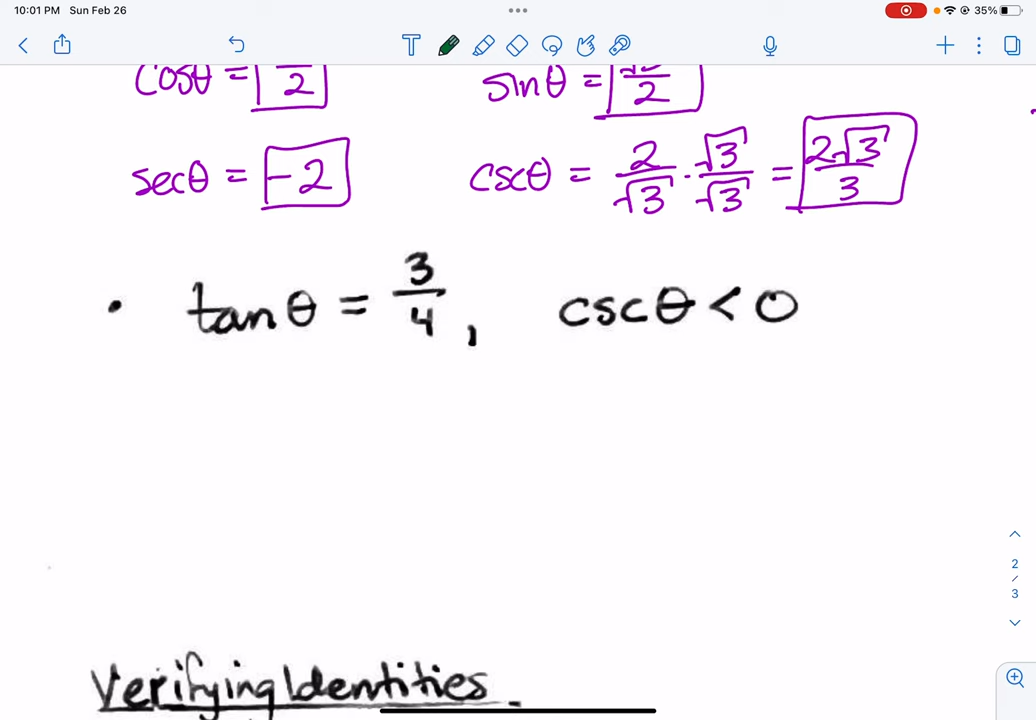 10:01 PM Sun Feb 26
35%
T
cosθ = 2 sinθ = 2
secθ = -2 cscθ = 2/√3 · √3/√3 = 2√3/3
• tanθ = 3/4, cscθ < 0
2
/
3
Verifying Identities